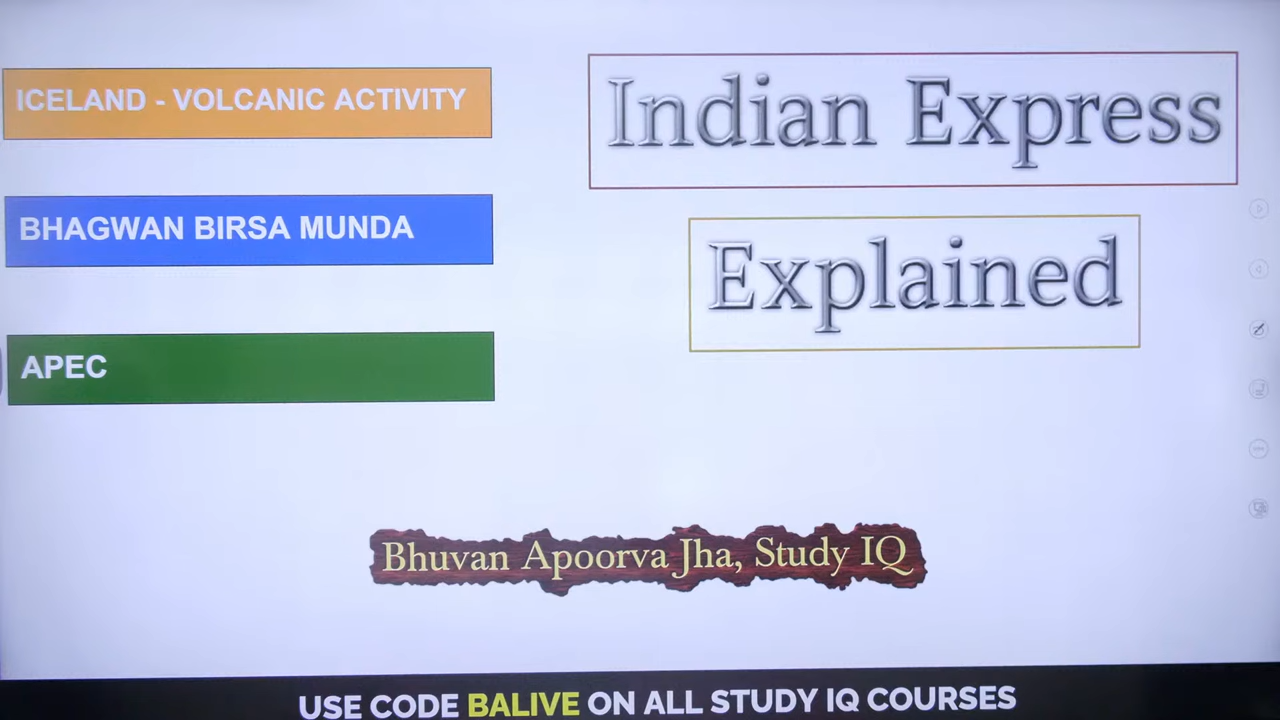 ICELAND - VOLCANIC ACTIVITY
BHAGWAN BIRSA MUNDA
APEC
Indian Express
Explained
Bhuvan Apoorva Jha, Study IQ
USE CODE BALIVE ON ALL STUDY IQ COURSES